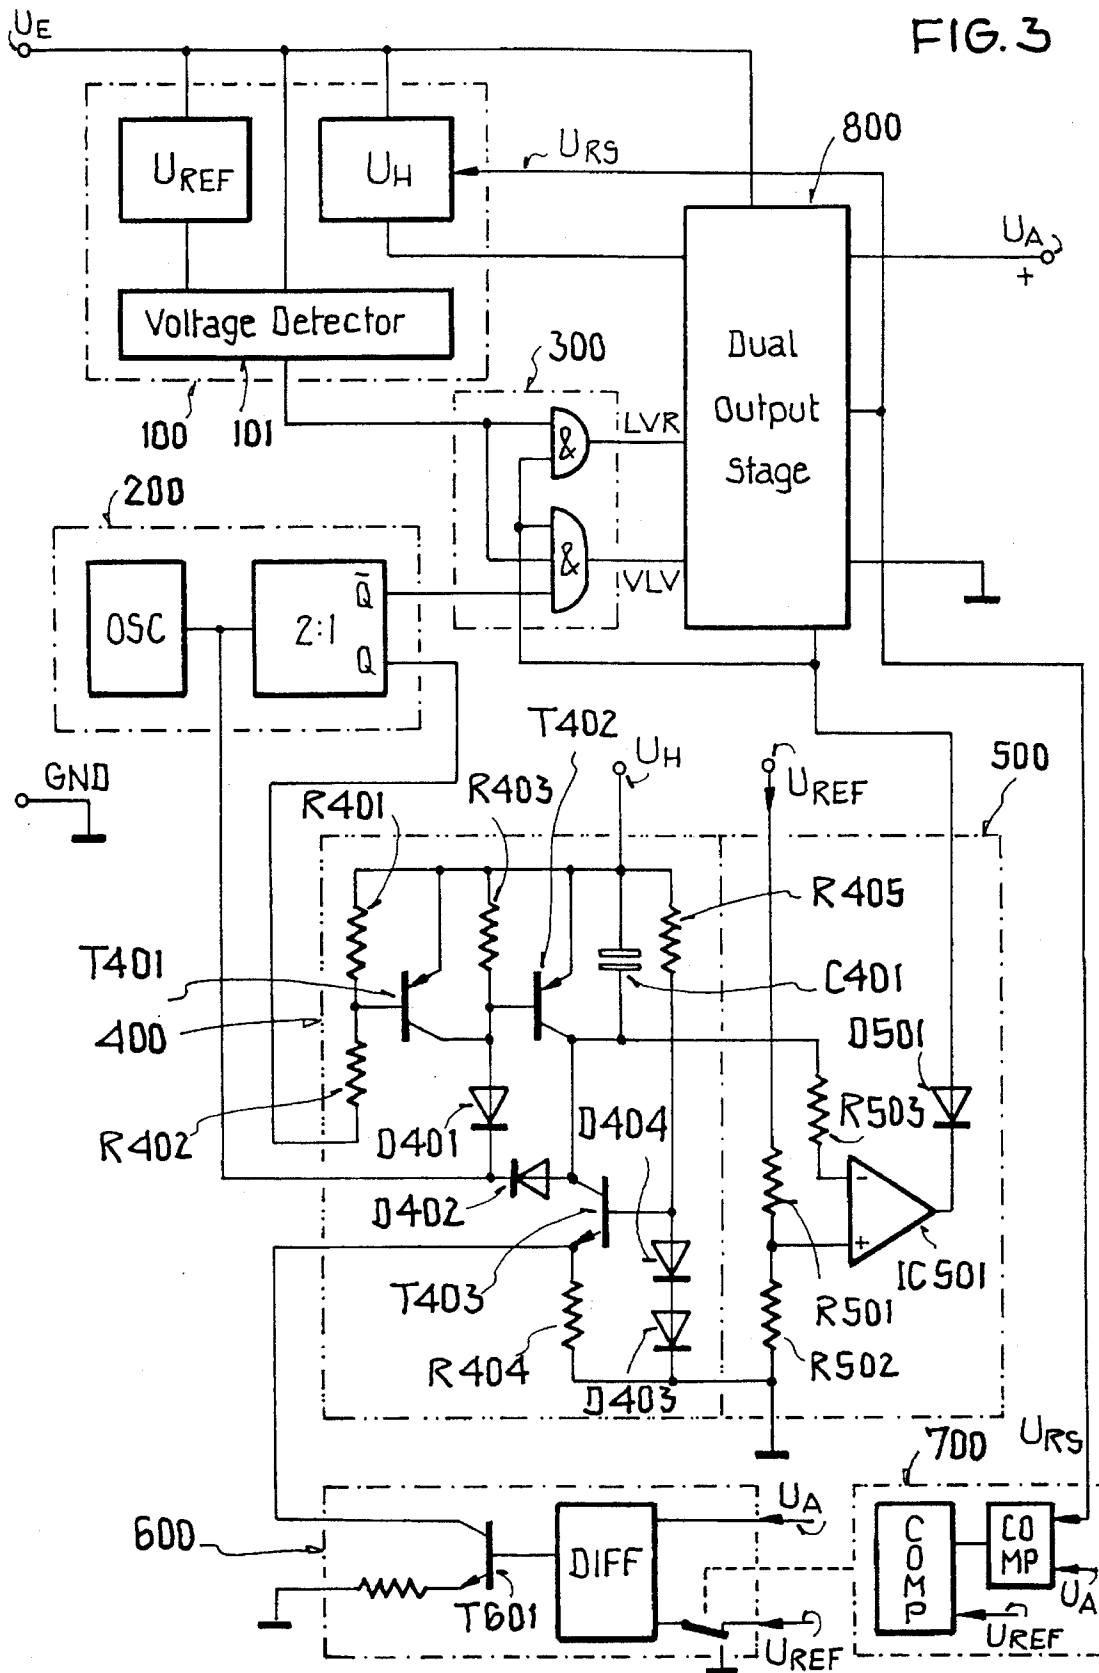 UE
FIG. 3
UREF
UH
URS
800
UA
+
Voltage Detector
Dual
Output
Stage
300
100
101
&
LVR
200
&
VLV
OSC
2:1
Q̅
Q
GND
T402
UH
UREF
500
R401
R403
R405
T401
C401
400
D501
R402
D401
D404
R503
D402
-
+
IC501
T403
R501
R404
D403
R502
URS
700
600
UA
DIFF
T601
UREF
COMP
COMP
UA
UREF